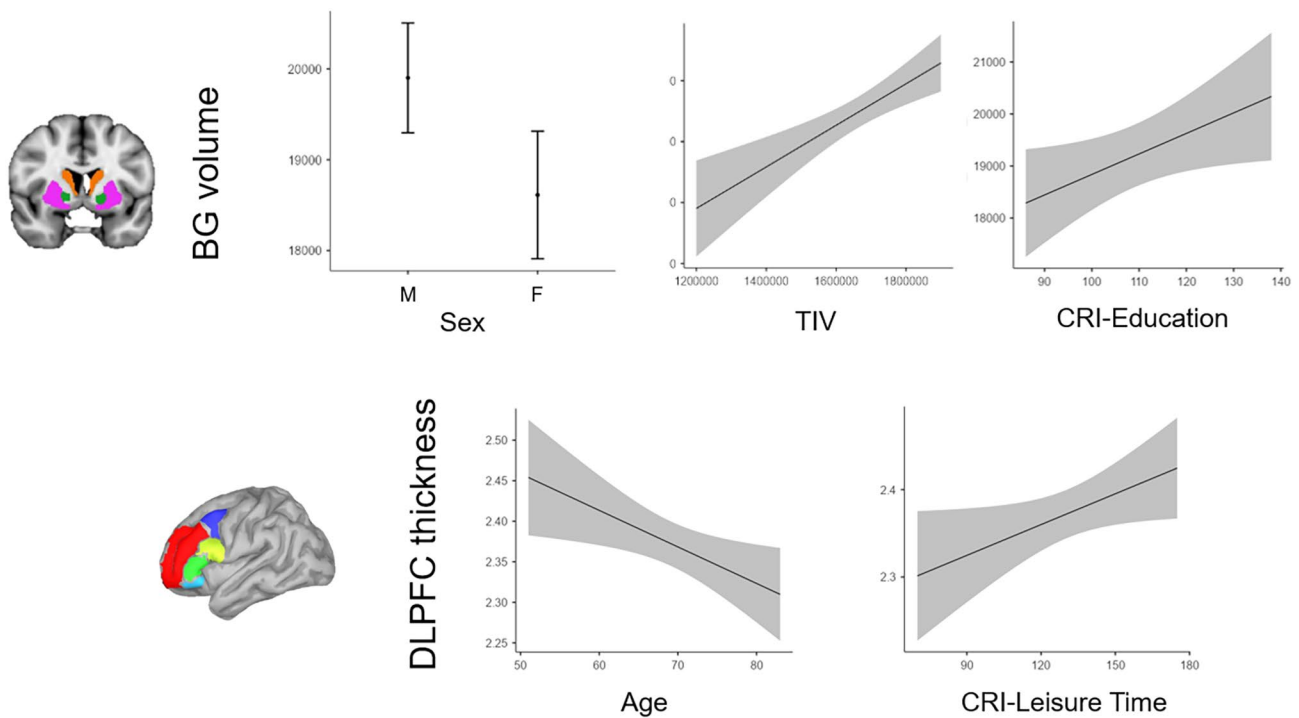 BG volume
20000
19000
18000
M F
Sex
0
0
0
0
1200000 1400000 1600000 1800000
TIV
21000
20000
19000
18000
90 100 110 120 130 140
CRI-Education
DLPFC thickness
2.50
2.45
2.40
2.35
2.30
2.25
50 60 70 80
Age
2.4
2.3
90 120 150 180
CRI-Leisure Time